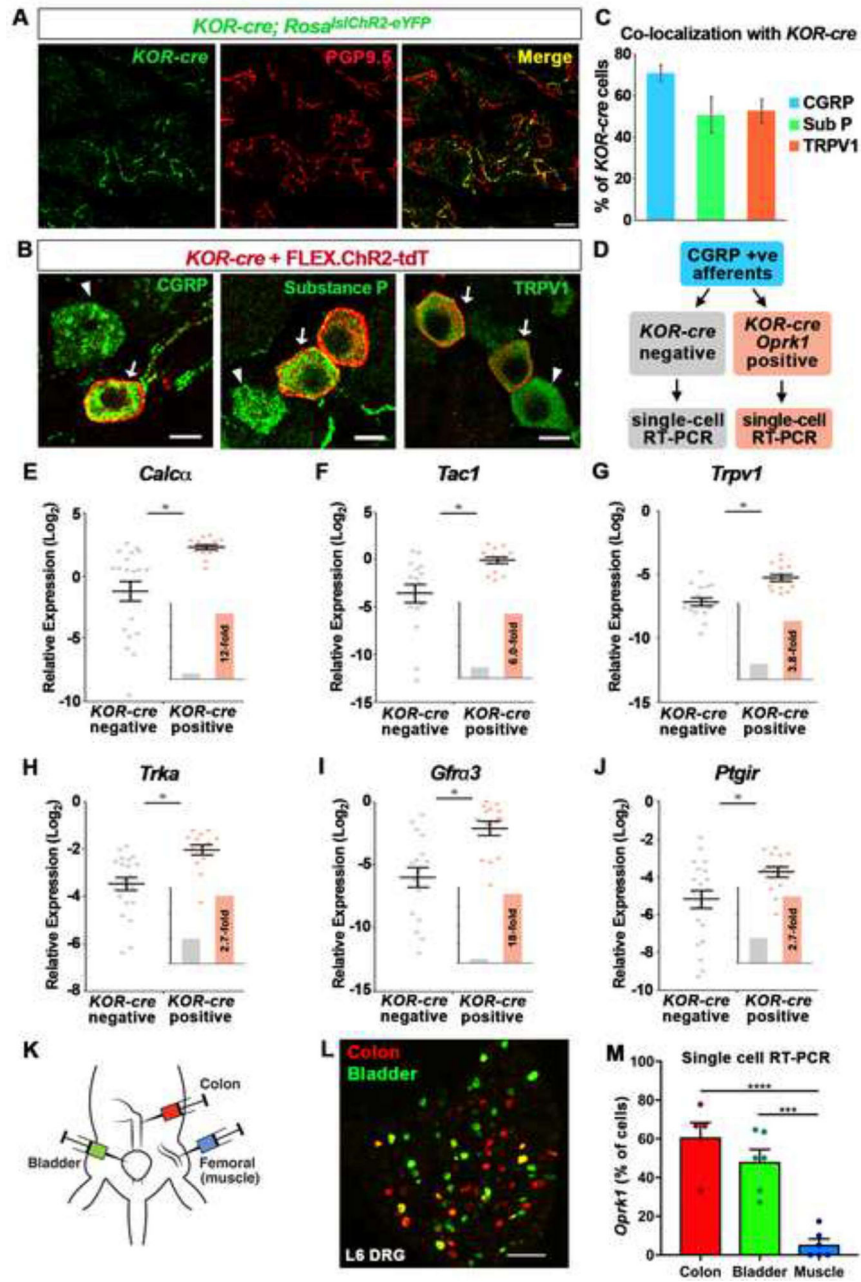 A
KOR-cre; Rosa^lslChR2-eYFP
KOR-cre
PGP9.5
Merge
B
KOR-cre + FLEX.ChR2-tdT
CGRP
Substance P
TRPV1
C
Co-localization with KOR-cre
% of KOR-cre cells
80
60
40
20
0
CGRP
Sub P
TRPV1
D
CGRP +ve
afferents
KOR-cre
negative
KOR-cre
Oprk1
positive
single-cell
RT-PCR
single-cell
RT-PCR
E
Calcα
Relative Expression (Log2)
5
0
-5
-10
*
12-fold
KOR-cre
negative
KOR-cre
positive
F
Tac1
Relative Expression (Log2)
5
0
-5
-10
-15
*
6.0-fold
KOR-cre
negative
KOR-cre
positive
G
Trpv1
Relative Expression (Log2)
0
-5
-10
-15
*
3.8-fold
KOR-cre
negative
KOR-cre
positive
H
Trka
Relative Expression (Log2)
0
-2
-4
-6
-8
*
2.7-fold
KOR-cre
negative
KOR-cre
positive
I
Gfrα3
Relative Expression (Log2)
0
-5
-10
-15
*
18-fold
KOR-cre
negative
KOR-cre
positive
J
Ptgir
Relative Expression (Log2)
0
-2
-4
-6
-8
-10
*
2.7-fold
KOR-cre
negative
KOR-cre
positive
K
Colon
Bladder
Femoral
(muscle)
L
Colon
Bladder
L6 DRG
M
Single cell RT-PCR
Oprk1 (% of cells)
100
80
60
40
20
0
****
***
Colon
Bladder
Muscle